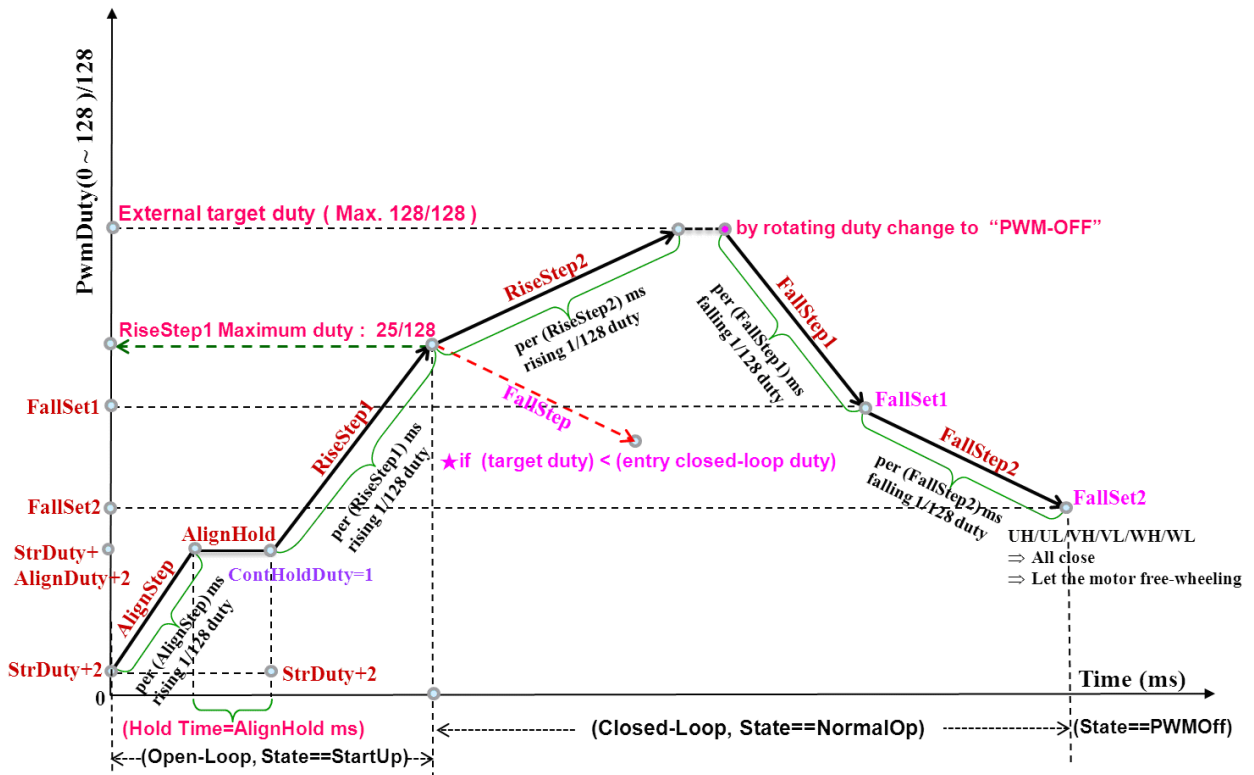 PwmDuty(0 ~ 128 )/128
External target duty ( Max. 128/128 )
by rotating duty change to “PWM-OFF”
RiseStep2
per (RiseStep2) ms
rising 1/128 duty
FallStep1
per (FallStep1) ms
falling 1/128 duty
RiseStep1 Maximum duty : 25/128
FallSet1
FallSet1
RiseStep1
per (RiseStep1) ms
rising 1/128 duty
FallStep
★if (target duty) < (entry closed-loop duty)
FallStep2
per (FallStep2) ms
falling 1/128 duty
FallSet2
FallSet2
UH/UL/VH/VL/WH/WL
⇒ All close
⇒ Let the motor free-wheeling
AlignHold
StrDuty+
AlignDuty+2
ContHoldDuty=1
AlignStep
per (AlignStep) ms
rising 1/128 duty
StrDuty+2
StrDuty+2
0
Time (ms)
(Hold Time=AlignHold ms)
(Open-Loop, State==StartUp)
(Closed-Loop, State==NormalOp)
(State==PWMOff)